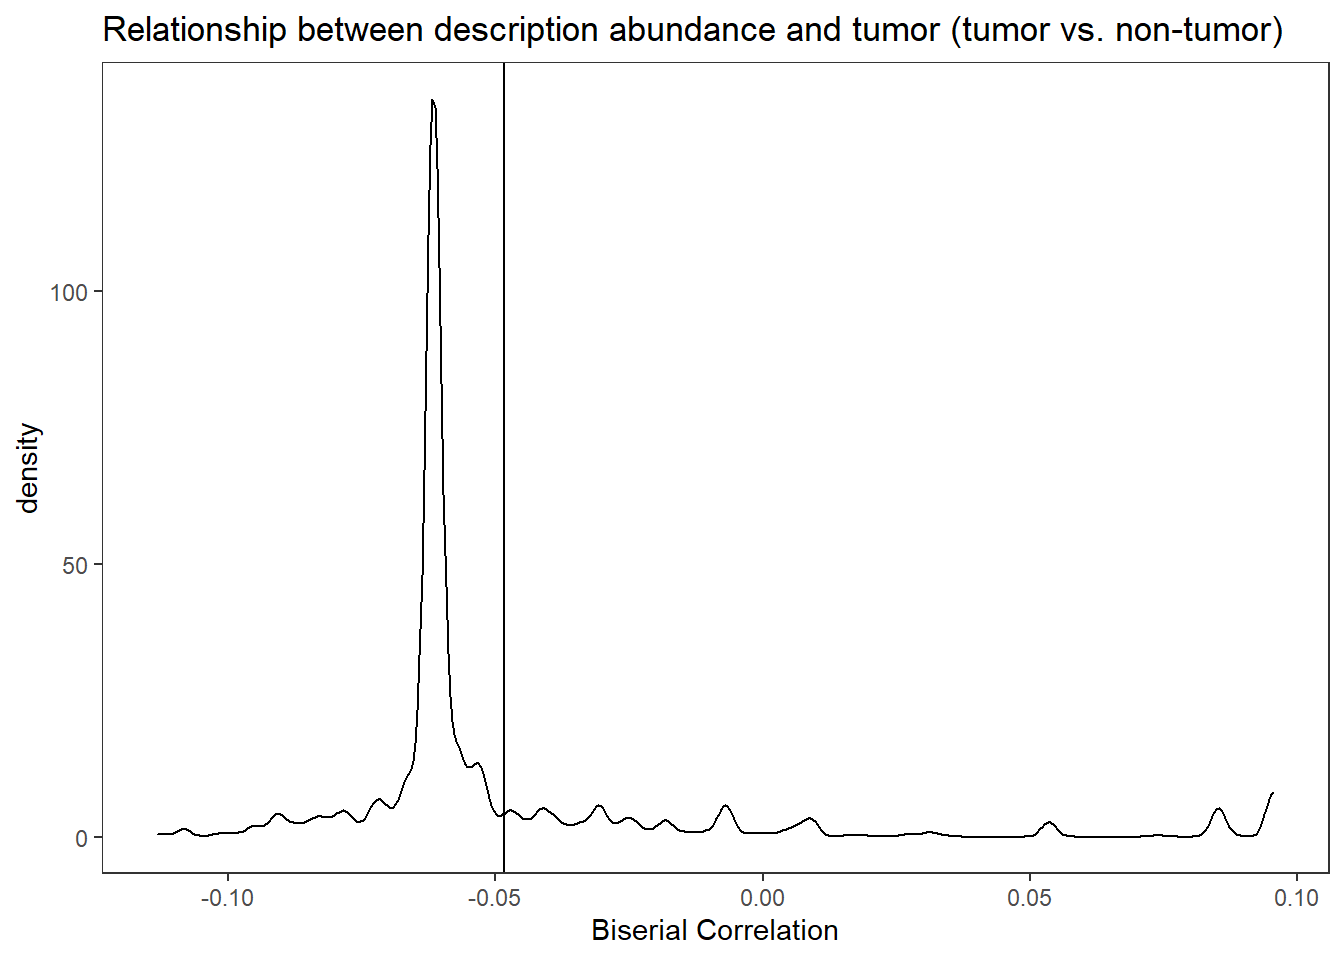 Relationship between description abundance and tumor (tumor vs. non-tumor)
100
50
0
density
-0.10
-0.05
0.00
0.05
0.10
Biserial Correlation